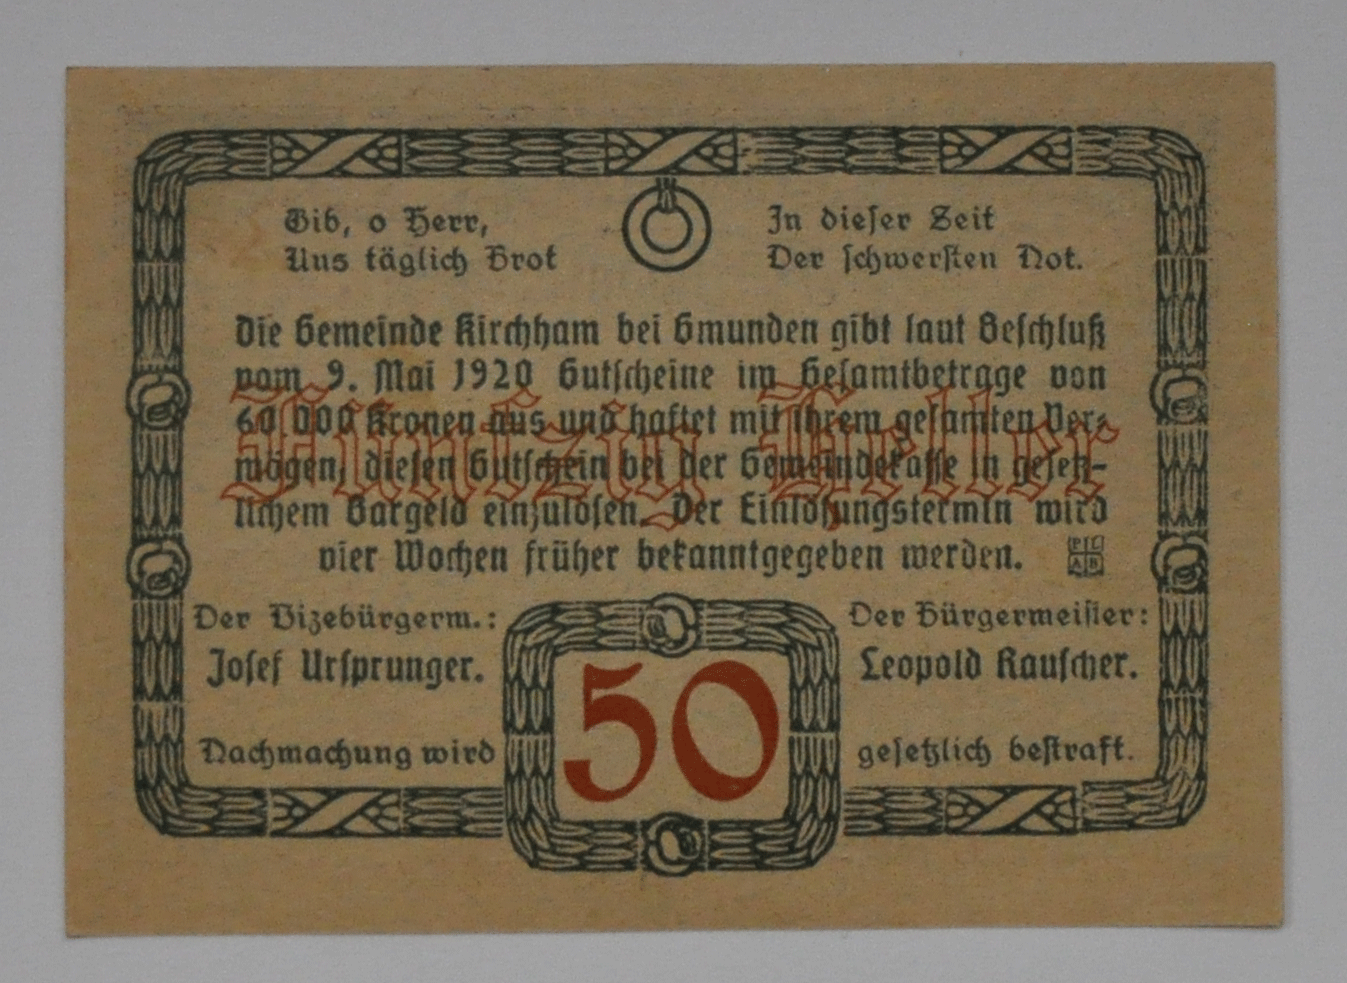 Gib, o Herr,
Uns täglich Brot
In dieser Zeit
Der schwersten Not.
Die Gemeinde Kirchham bei Gmunden gibt laut Beschluß
vom 9. Mai 1920 Gutscheine im Gesamtbetrage von
60 000 Kronen aus und haftet mit ihrem gesamten Ver-
mögen, diesen Gutschein bei der Gemeindekasse in gesetz-
lichem Bargeld einzulösen. Der Einlösungstermin wird
vier Wochen früher bekanntgegeben werden.
Fünfzig Heller
Der Vizebürgerm.:
Josef Ursprunger.
Der Bürgermeister:
Leopold Rauscher.
50
Nachmachung wird
gesetzlich bestraft.